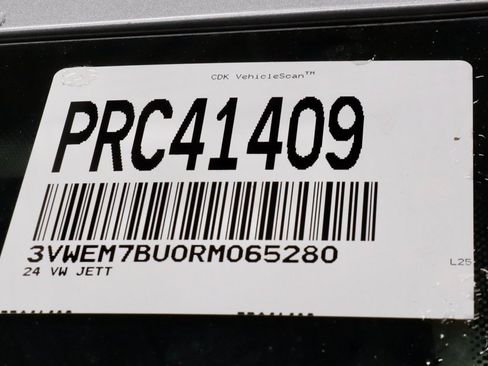 CDK VehicleScan™
PRC41409
3VWEM7BU0RM065280
24 VW JETT
L25